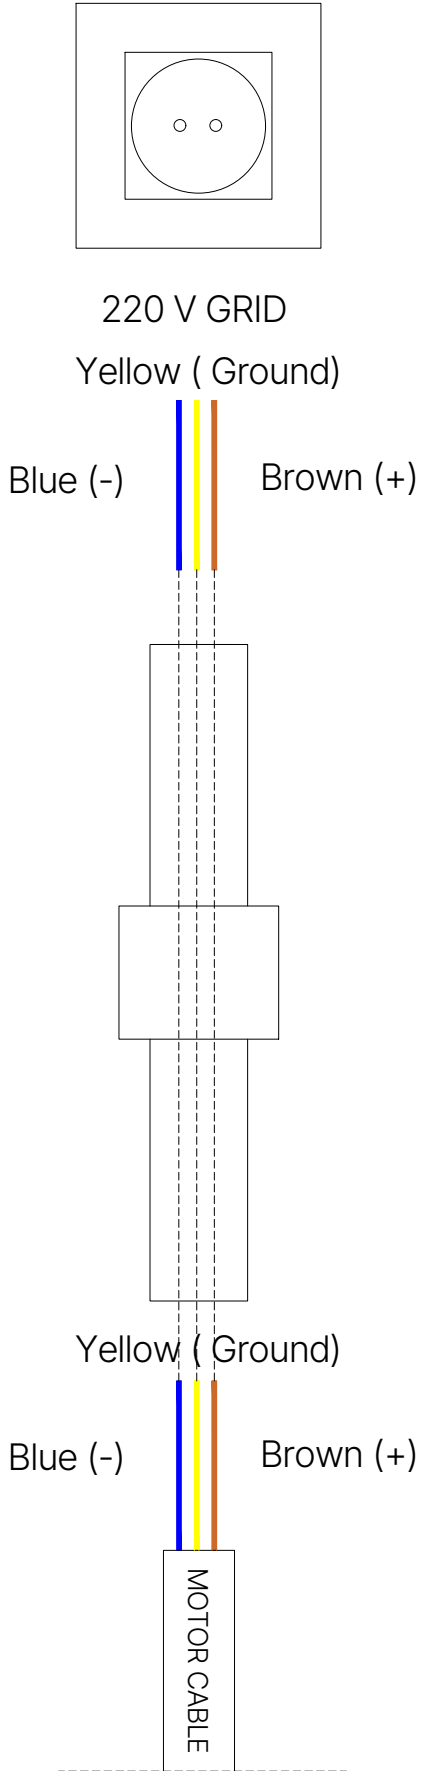 220 V GRID
Yellow ( Ground)
Blue (-)
Brown (+)
Yellow ( Ground)
Blue (-)
Brown (+)
MOTOR CABLE